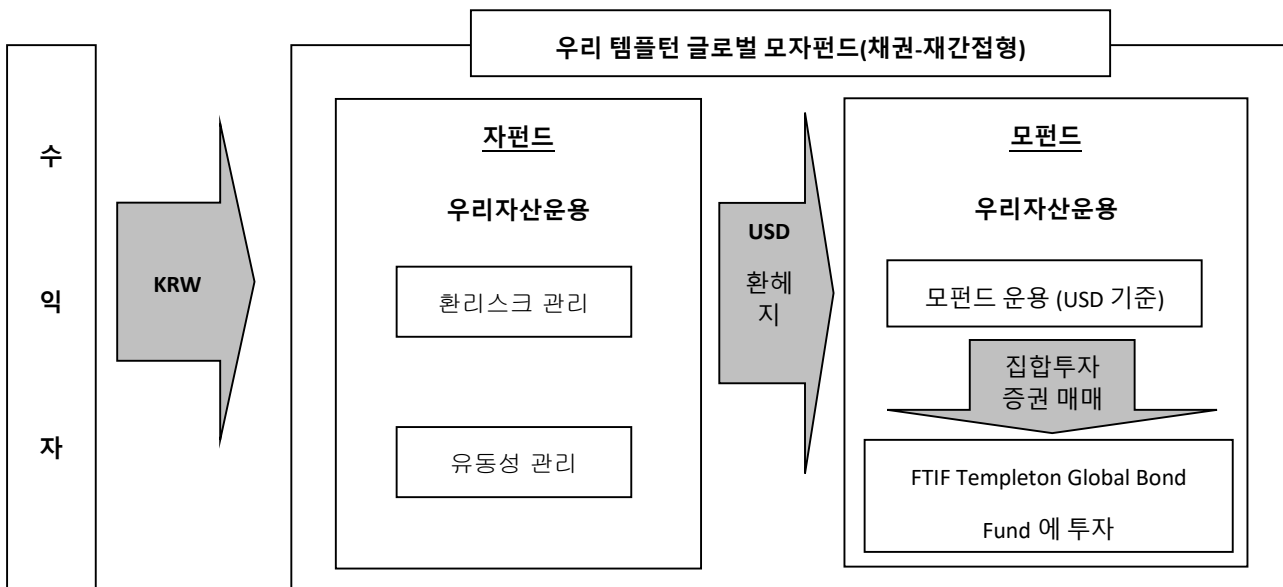 우리 템플턴 글로벌 모자펀드(채권-재간접형)
수
익
자
KRW
자펀드
우리자산운용
환리스크 관리
유동성 관리
USD
환헤
지
모펀드
우리자산운용
모펀드 운용 (USD 기준)
집합투자
증권 매매
FTIF Templeton Global Bond
Fund 에 투자